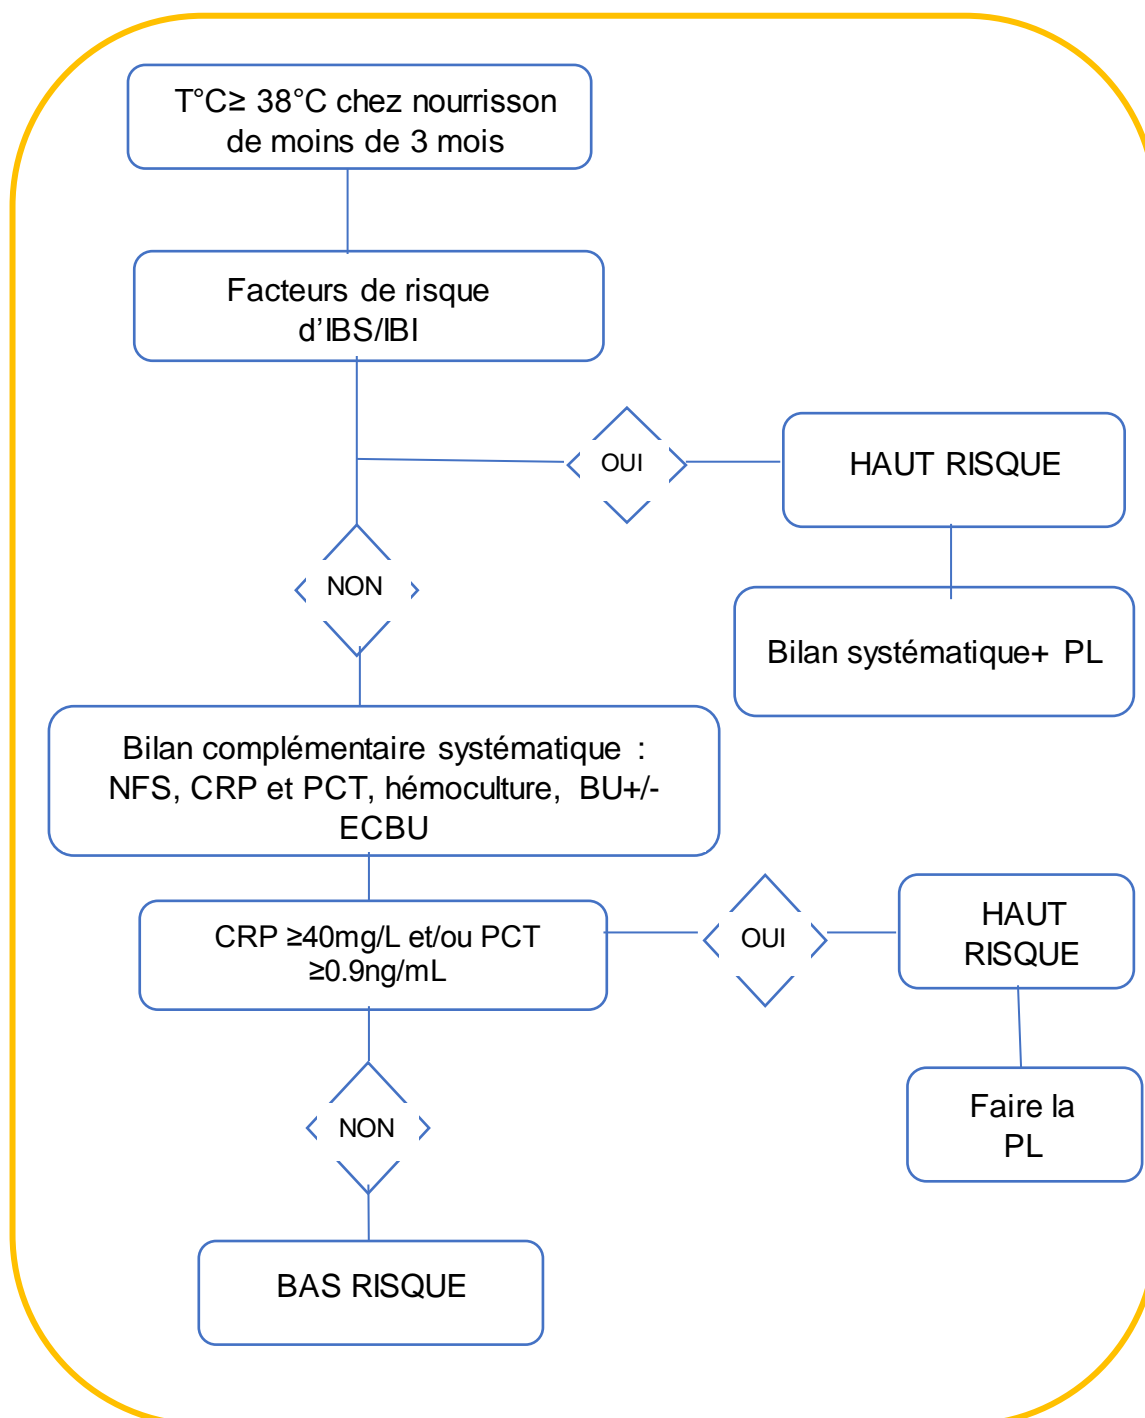 T°C≥ 38°C chez nourrisson
de moins de 3 mois
Facteurs de risque
d'IBS/IBI
OUI
HAUT RISQUE
NON
Bilan systématique+ PL
Bilan complémentaire systématique :
NFS, CRP et PCT, hémoculture, BU+/-
ECBU
CRP ≥40mg/L et/ou PCT
≥0.9ng/mL
OUI
HAUT
RISQUE
NON
Faire la
PL
BAS RISQUE